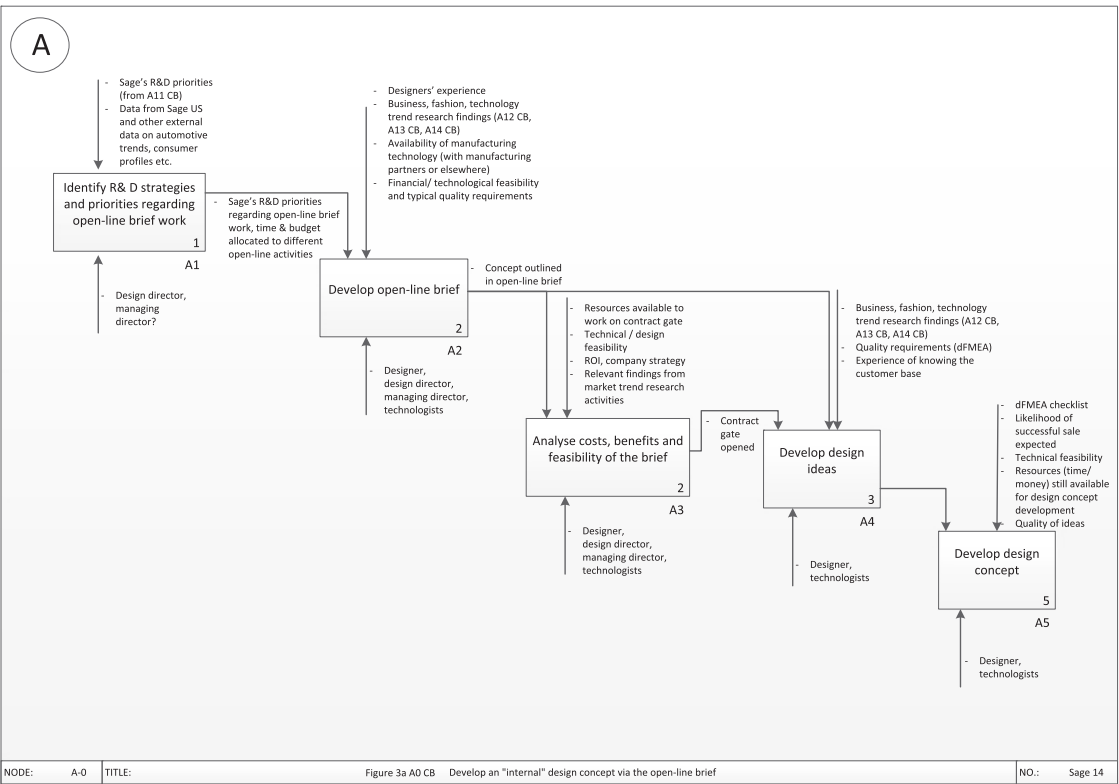 A
- Sage's R&D priorities
(from A11 CB)
- Data from Sage US
and other external
data on automotive
trends, consumer
profiles etc.
Identify R& D strategies
and priorities regarding
open-line brief work
1
A1
- Design director,
managing
director?
- Sage's R&D priorities
regarding open-line brief
work, time & budget
allocated to different
open-line activities
- Designers' experience
- Business, fashion, technology
trend research findings (A12 CB,
A13 CB, A14 CB)
- Availability of manufacturing
technology (with manufacturing
partners or elsewhere)
- Financial/ technological feasibility
and typical quality requirements
Develop open-line brief
2
A2
- Designer,
design director,
managing director,
technologists
- Concept outlined
in open-line brief
- Resources available to
work on contract gate
- Technical / design
feasibility
- ROI, company strategy
- Relevant findings from
market trend research
activities
Analyse costs, benefits and
feasibility of the brief
2
A3
- Designer,
design director,
managing director,
technologists
- Contract
gate
opened
- Business, fashion, technology
trend research findings (A12 CB,
A13 CB, A14 CB)
- Quality requirements (dFMEA)
- Experience of knowing the
customer base
Develop design
ideas
3
A4
- Designer,
technologists
- dFMEA checklist
- Likelihood of
successful sale
expected
- Technical feasibility
- Resources (time/
money) still available
for design concept
development
- Quality of ideas
Develop design
concept
5
A5
- Designer,
technologists
NODE: A-0 TITLE: Figure 3a A0 CB Develop an "internal" design concept via the open-line brief NO.: Sage 14